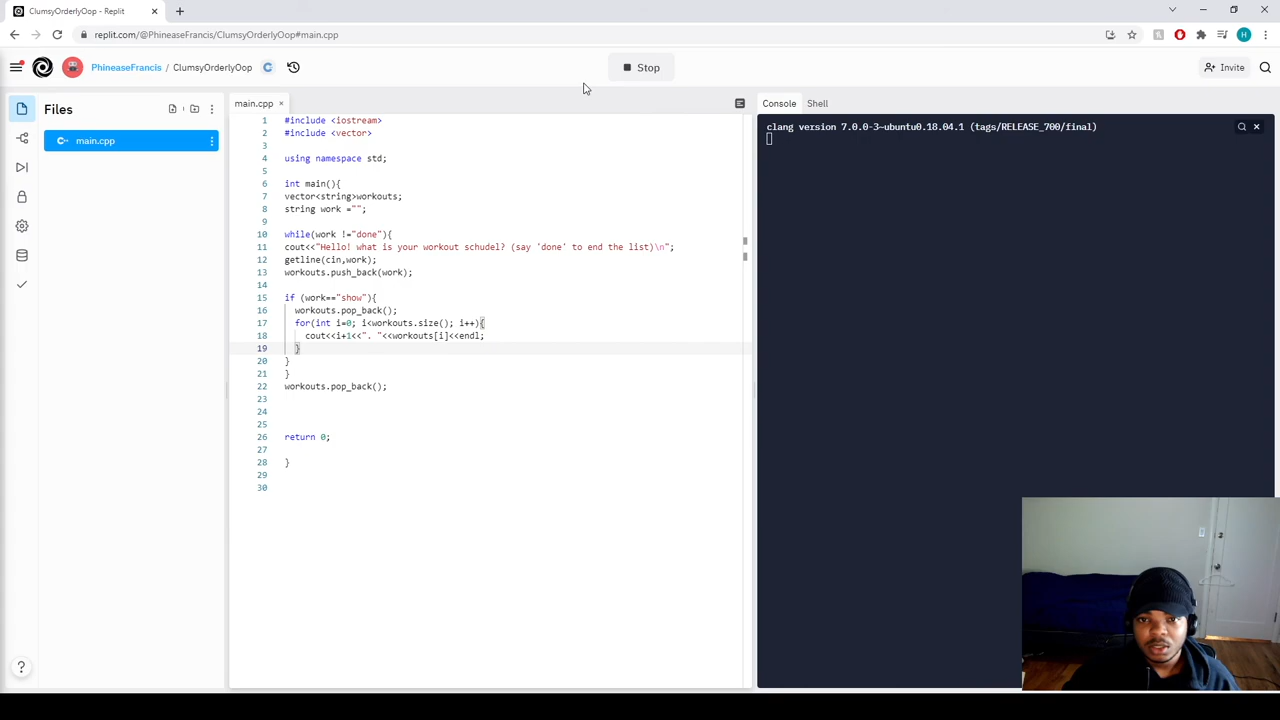 ClumsyOrderlyOop - Replit
replit.com/@PhineaseFrancis/ClumsyOrderlyOop#main.cpp
H
PhineaseFrancis / ClumsyOrderlyOop
Stop
Invite
Files
main.cpp
main.cpp
Console
Shell
1 #include <iostream>
2 #include <vector>
3
4 using namespace std;
5
6 int main(){
7 vector<string>workouts;
8 string work ="";
9
10 while(work !="done"){
11 cout<<"Hello! what is your workout schudel? (say 'done' to end the list)\n";
12 getline(cin,work);
13 workouts.push_back(work);
14
15 if (work=="show"){
16 workouts.pop_back();
17 for(int i=0; i<workouts.size(); i++){
18 cout<<i+1<<". "<<workouts[i]<<endl;
19 }
20 }
21 }
22 workouts.pop_back();
23
24
25
26 return 0;
27
28 }
29
30
clang version 7.0.0-3~ubuntu0.18.04.1 (tags/RELEASE_700/final)
?